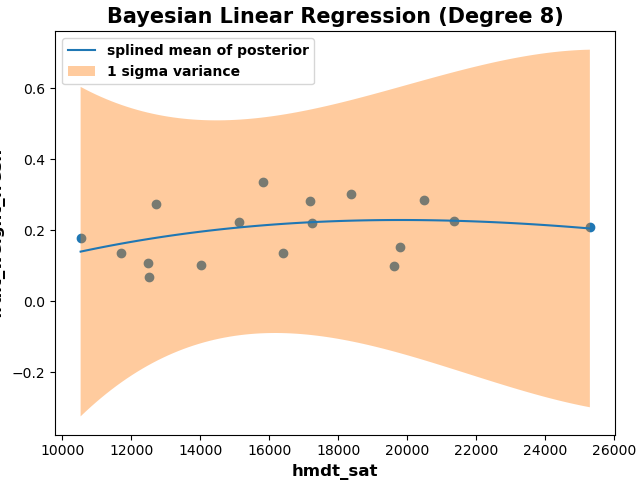 Bayesian Linear Regression (Degree 8)
splined mean of posterior
1 sigma variance
0.6
0.4
0.2
0.0
−0.2
10000 12000 14000 16000 18000 20000 22000 24000 26000
hmdt_sat